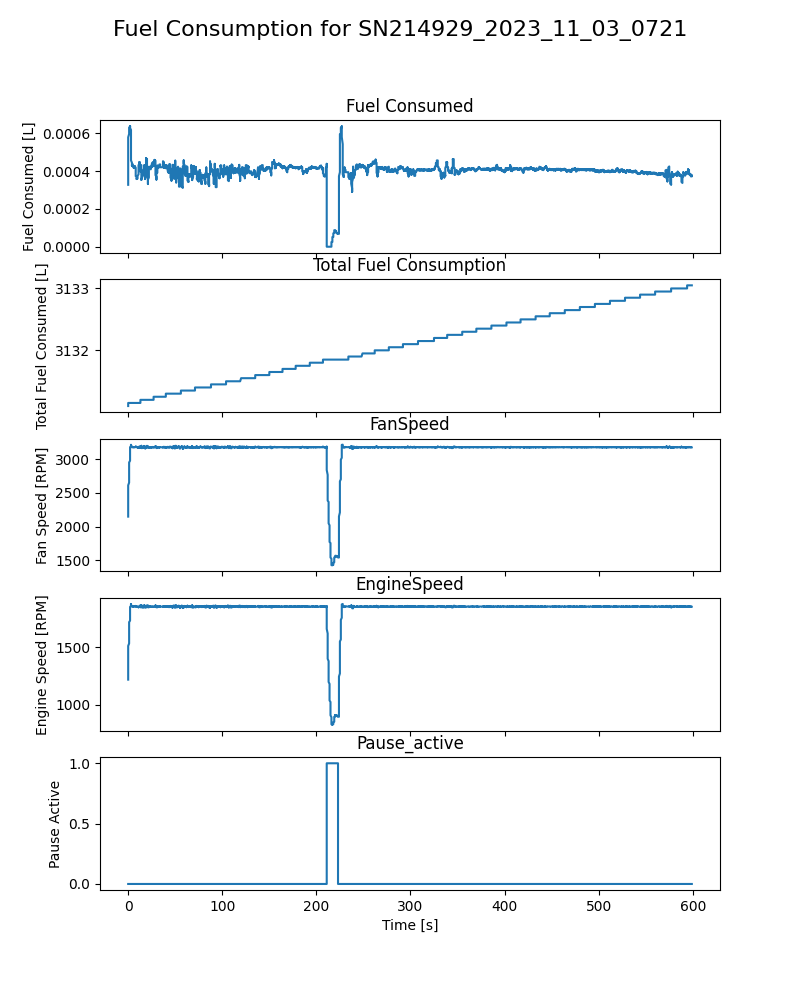 Fuel Consumption for SN214929_2023_11_03_0721
Fuel Consumed
Fuel Consumed [L]
0.0006
0.0004
0.0002
0.0000
Total Fuel Consumption
Total Fuel Consumed [L]
3133
3132
FanSpeed
Fan Speed [RPM]
3000
2500
2000
1500
EngineSpeed
Engine Speed [RPM]
1500
1000
Pause_active
Pause Active
1.0
0.5
0.0
0 100 200 300 400 500 600
Time [s]